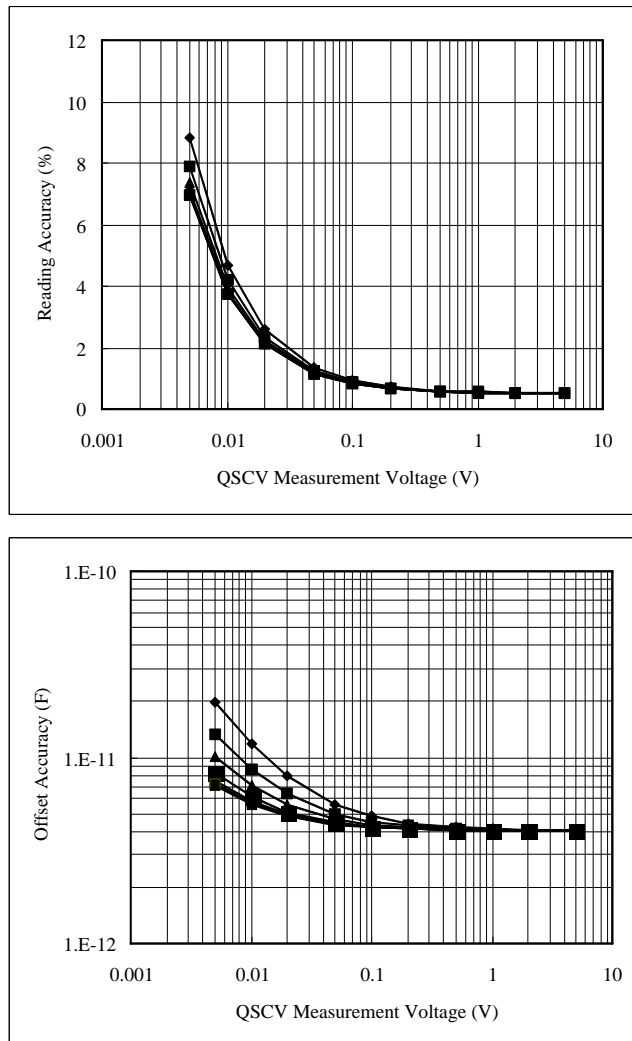 12
10
8
6
4
2
0
Reading Accuracy (%)
0.001 0.01 0.1 1 10
QSCV Measurement Voltage (V)
1.E-10
1.E-11
1.E-12
Offset Accuracy (F)
0.001 0.01 0.1 1 10
QSCV Measurement Voltage (V)